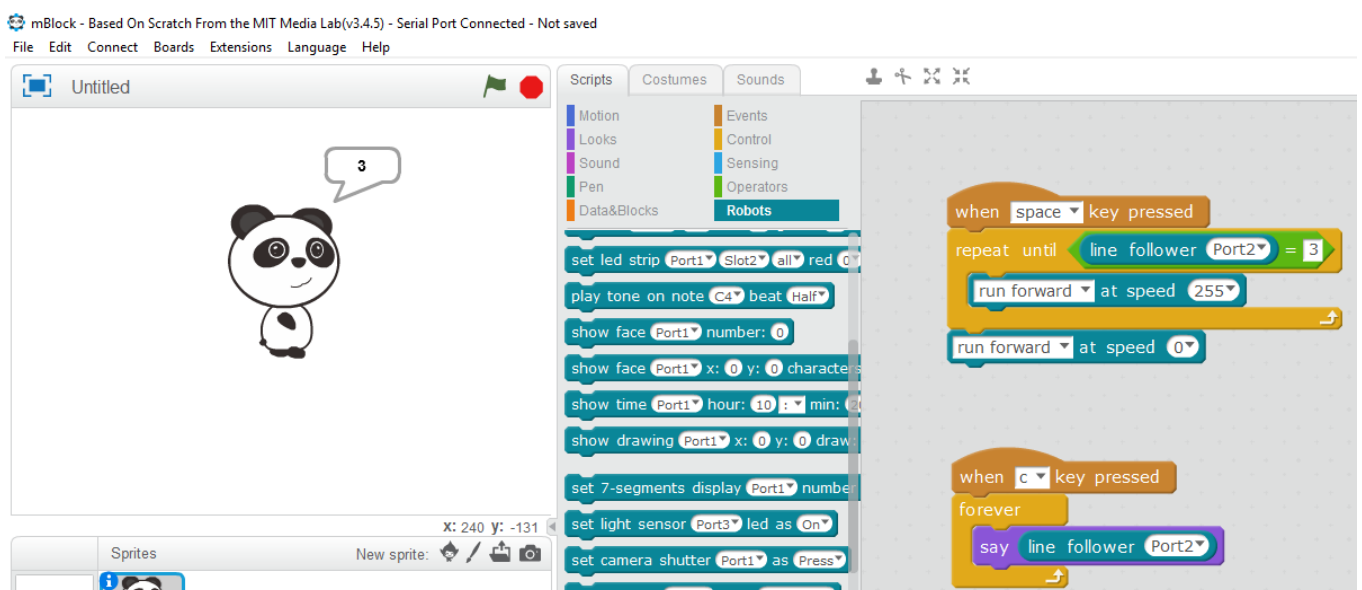 mBlock - Based On Scratch From the MIT Media Lab(v3.4.5) - Serial Port Connected - Not saved
File Edit Connect Boards Extensions Language Help
Untitled
3
X: 240 y: -131
Sprites
New sprite:
Scripts Costumes Sounds
Motion Events
Looks Control
Sound Sensing
Pen Operators
Data&Blocks Robots
set led strip Port1 Slot2 all red 0
play tone on note C4 beat Half
show face Port1 number: 0
show face Port1 x: 0 y: 0 characters
show time Port1 hour: 10 : min:
show drawing Port1 x: 0 y: 0 draw:
set 7-segments display Port1 number
set light sensor Port3 led as On
set camera shutter Port1 as Press
when space key pressed
repeat until line follower Port2 = 3
run forward at speed 255
run forward at speed 0
when c key pressed
forever
say line follower Port2